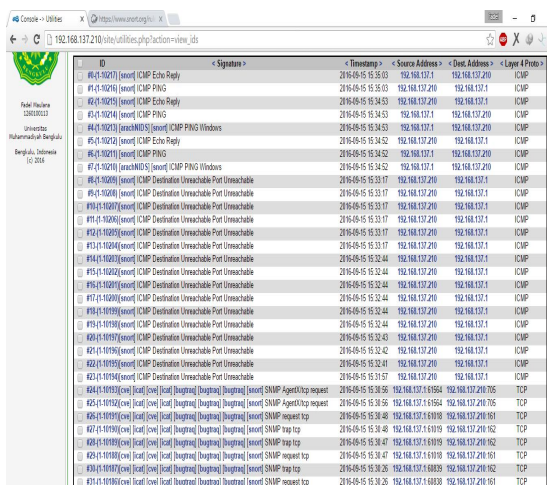 Console -> Utilities
https://www.snort.org/rule
192.168.137.210/site/utilities.php?action=view_ids
Fadel Maulana
1260100113
Universitas
Muhammadiyah Bengkulu
Bengkulu, Indonesia
(c) 2016
ID < Signature > < Timestamp > < Source Address > < Dest. Address > < Layer 4 Proto >
#0-(1-10217) [snort] ICMP Echo Reply 2016-09-15 15:35:03 192.168.137.1 192.168.137.210 ICMP
#1-(1-10216) [snort] ICMP PING 2016-09-15 15:35:03 192.168.137.210 192.168.137.1 ICMP
#2-(1-10215) [snort] ICMP Echo Reply 2016-09-15 15:34:53 192.168.137.210 192.168.137.1 ICMP
#3-(1-10214) [snort] ICMP PING 2016-09-15 15:34:53 192.168.137.1 192.168.137.210 ICMP
#4-(1-10213) [arachNIDS] [snort] ICMP PING Windows 2016-09-15 15:34:53 192.168.137.1 192.168.137.210 ICMP
#5-(1-10212) [snort] ICMP Echo Reply 2016-09-15 15:34:52 192.168.137.210 192.168.137.1 ICMP
#6-(1-10211) [snort] ICMP PING 2016-09-15 15:34:52 192.168.137.1 192.168.137.210 ICMP
#7-(1-10210) [arachNIDS] [snort] ICMP PING Windows 2016-09-15 15:34:52 192.168.137.1 192.168.137.210 ICMP
#8-(1-10209) [snort] ICMP Destination Unreachable Port Unreachable 2016-09-15 15:33:17 192.168.137.210 192.168.137.1 ICMP
#9-(1-10208) [snort] ICMP Destination Unreachable Port Unreachable 2016-09-15 15:33:17 192.168.137.210 192.168.137.1 ICMP
#10-(1-10207)[snort] ICMP Destination Unreachable Port Unreachable 2016-09-15 15:33:17 192.168.137.210 192.168.137.1 ICMP
#11-(1-10206)[snort] ICMP Destination Unreachable Port Unreachable 2016-09-15 15:33:17 192.168.137.210 192.168.137.1 ICMP
#12-(1-10205)[snort] ICMP Destination Unreachable Port Unreachable 2016-09-15 15:33:17 192.168.137.210 192.168.137.1 ICMP
#13-(1-10204)[snort] ICMP Destination Unreachable Port Unreachable 2016-09-15 15:33:17 192.168.137.210 192.168.137.1 ICMP
#14-(1-10203)[snort] ICMP Destination Unreachable Port Unreachable 2016-09-15 15:32:44 192.168.137.210 192.168.137.1 ICMP
#15-(1-10202)[snort] ICMP Destination Unreachable Port Unreachable 2016-09-15 15:32:44 192.168.137.210 192.168.137.1 ICMP
#16-(1-10201)[snort] ICMP Destination Unreachable Port Unreachable 2016-09-15 15:32:44 192.168.137.210 192.168.137.1 ICMP
#17-(1-10200)[snort] ICMP Destination Unreachable Port Unreachable 2016-09-15 15:32:44 192.168.137.210 192.168.137.1 ICMP
#18-(1-10199)[snort] ICMP Destination Unreachable Port Unreachable 2016-09-15 15:32:44 192.168.137.210 192.168.137.1 ICMP
#19-(1-10198)[snort] ICMP Destination Unreachable Port Unreachable 2016-09-15 15:32:44 192.168.137.210 192.168.137.1 ICMP
#20-(1-10197)[snort] ICMP Destination Unreachable Port Unreachable 2016-09-15 15:32:43 192.168.137.210 192.168.137.1 ICMP
#21-(1-10196)[snort] ICMP Destination Unreachable Port Unreachable 2016-09-15 15:32:42 192.168.137.210 192.168.137.1 ICMP
#22-(1-10195)[snort] ICMP Destination Unreachable Port Unreachable 2016-09-15 15:32:41 192.168.137.210 192.168.137.1 ICMP
#23-(1-10194)[snort] ICMP Destination Unreachable Port Unreachable 2016-09-15 15:31:57 192.168.137.210 192.168.137.1 ICMP
#24-(1-10193)[cve] [icat] [cve] [icat] [bugtraq] [bugtraq] [bugtraq] [snort] SNMP AgentX/tcp request 2016-09-15 15:30:56 192.168.137.1:61564 192.168.137.210:705 TCP
#25-(1-10192)[cve] [icat] [cve] [icat] [bugtraq] [bugtraq] [bugtraq] [snort] SNMP AgentX/tcp request 2016-09-15 15:30:56 192.168.137.1:61564 192.168.137.210:705 TCP
#26-(1-10191)[cve] [icat] [cve] [icat] [bugtraq] [bugtraq] [bugtraq] [snort] SNMP request tcp 2016-09-15 15:30:48 192.168.137.1:61018 192.168.137.210:161 TCP
#27-(1-10190)[cve] [icat] [cve] [icat] [bugtraq] [bugtraq] [bugtraq] [snort] SNMP trap tcp 2016-09-15 15:30:48 192.168.137.1:61019 192.168.137.210:162 TCP
#28-(1-10189)[cve] [icat] [cve] [icat] [bugtraq] [bugtraq] [bugtraq] [snort] SNMP trap tcp 2016-09-15 15:30:47 192.168.137.1:61019 192.168.137.210:162 TCP
#29-(1-10188)[cve] [icat] [cve] [icat] [bugtraq] [bugtraq] [bugtraq] [snort] SNMP request tcp 2016-09-15 15:30:47 192.168.137.1:61018 192.168.137.210:161 TCP
#30-(1-10187)[cve] [icat] [cve] [icat] [bugtraq] [bugtraq] [bugtraq] [snort] SNMP trap tcp 2016-09-15 15:30:26 192.168.137.1:60839 192.168.137.210:162 TCP
#31-(1-10186)[cve] [icat] [cve] [icat] [bugtraq] [bugtraq] [bugtraq] [snort] SNMP request tcp 2016-09-15 15:30:26 192.168.137.1:60838 192.168.137.210:161 TCP